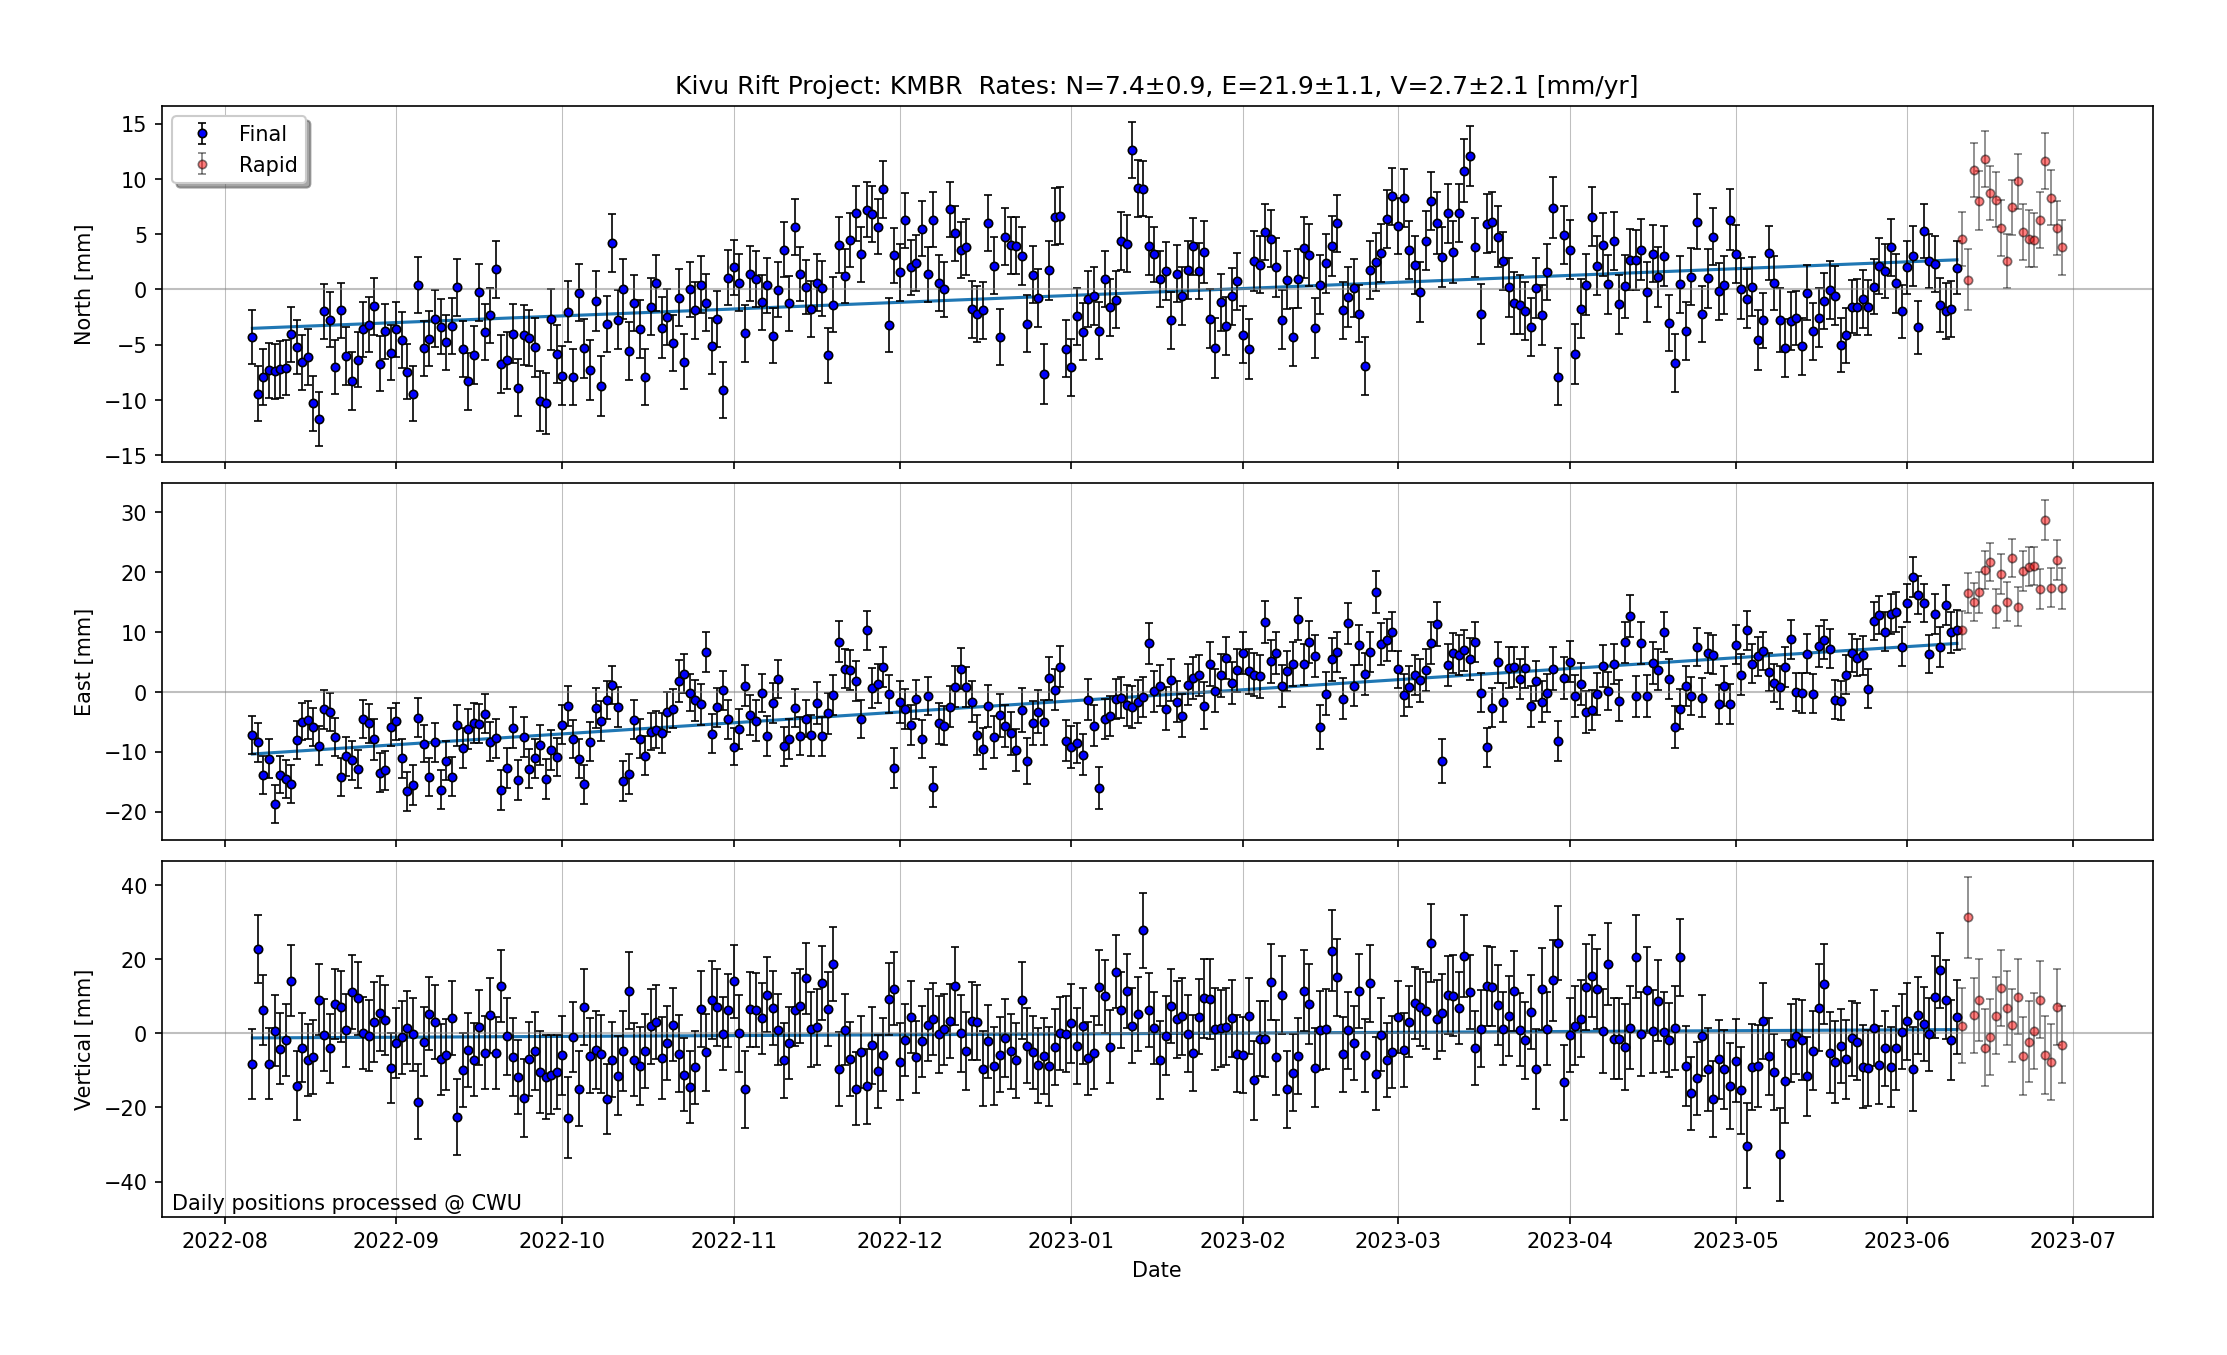 Kivu Rift Project: KMBR  Rates: N=7.4±0.9, E=21.9±1.1, V=2.7±2.1 [mm/yr]
Final
Rapid
North [mm]
15
10
5
0
−5
−10
−15
East [mm]
30
20
10
0
−10
−20
Vertical [mm]
40
20
0
−20
−40
Daily positions processed @ CWU
2022-08 2022-09 2022-10 2022-11 2022-12 2023-01 2023-02 2023-03 2023-04 2023-05 2023-06 2023-07
Date